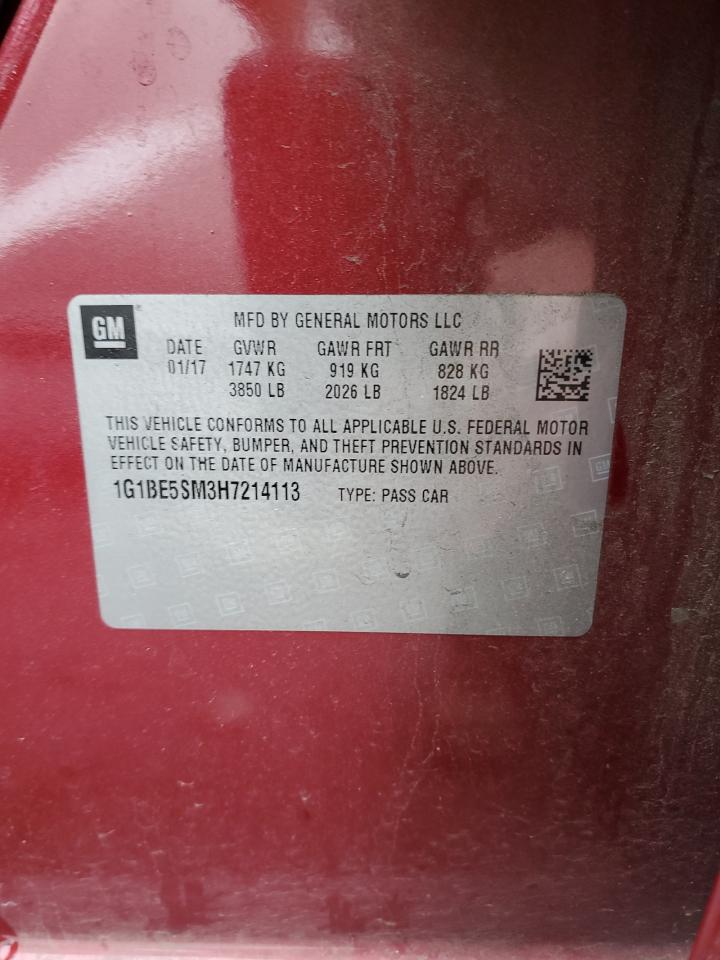 GM
MFD BY GENERAL MOTORS LLC
DATE GVWR GAWR FRT GAWR RR
01/17 1747 KG 919 KG 828 KG
3850 LB 2026 LB 1824 LB
THIS VEHICLE CONFORMS TO ALL APPLICABLE U.S. FEDERAL MOTOR
VEHICLE SAFETY, BUMPER, AND THEFT PREVENTION STANDARDS IN
EFFECT ON THE DATE OF MANUFACTURE SHOWN ABOVE.
1G1BE5SM3H7214113 TYPE: PASS CAR